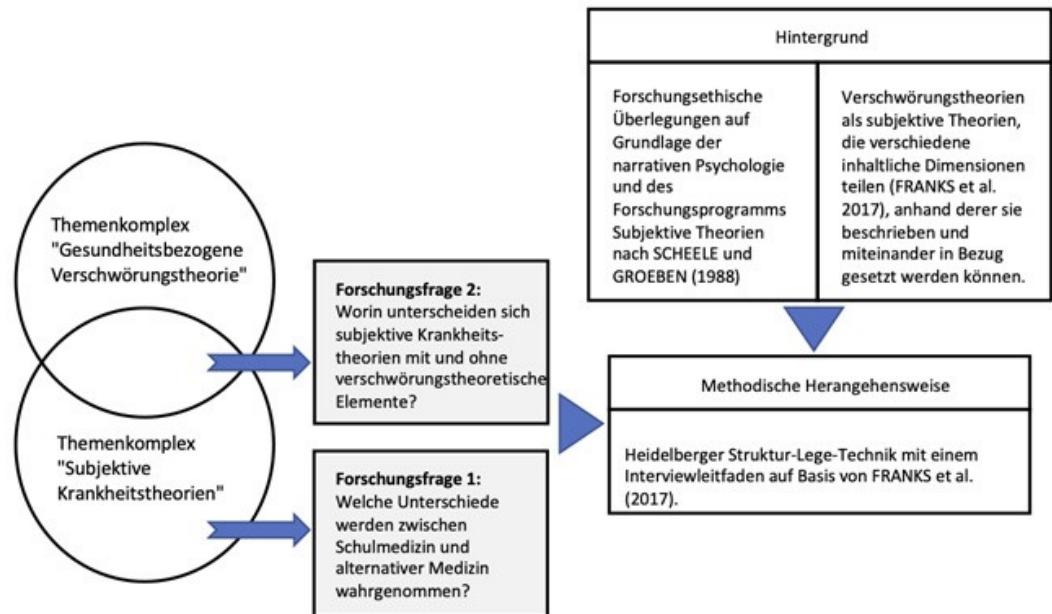 Themenkomplex
"Gesundheitsbezogene
Verschwörungstheorie"
Themenkomplex
"Subjektive
Krankheitstheorien"
Forschungsfrage 2:
Worin unterscheiden sich
subjektive Krankheits-
theorien mit und ohne
verschwörungstheoretische
Elemente?
Forschungsfrage 1:
Welche Unterschiede
werden zwischen
Schulmedizin und
alternativer Medizin
wahrgenommen?
Hintergrund
Forschungsethische
Überlegungen auf
Grundlage der
narrativen Psychologie
und des
Forschungsprogramms
Subjektive Theorien
nach SCHEELE und
GROEBEN (1988)
Verschwörungstheorien
als subjektive Theorien,
die verschiedene
inhaltliche Dimensionen
teilen (FRANKS et al.
2017), anhand derer sie
beschrieben und
miteinander in Bezug
gesetzt werden können.
Methodische Herangehensweise
Heidelberger Struktur-Lege-Technik mit einem
Interviewleitfaden auf Basis von FRANKS et al.
(2017).